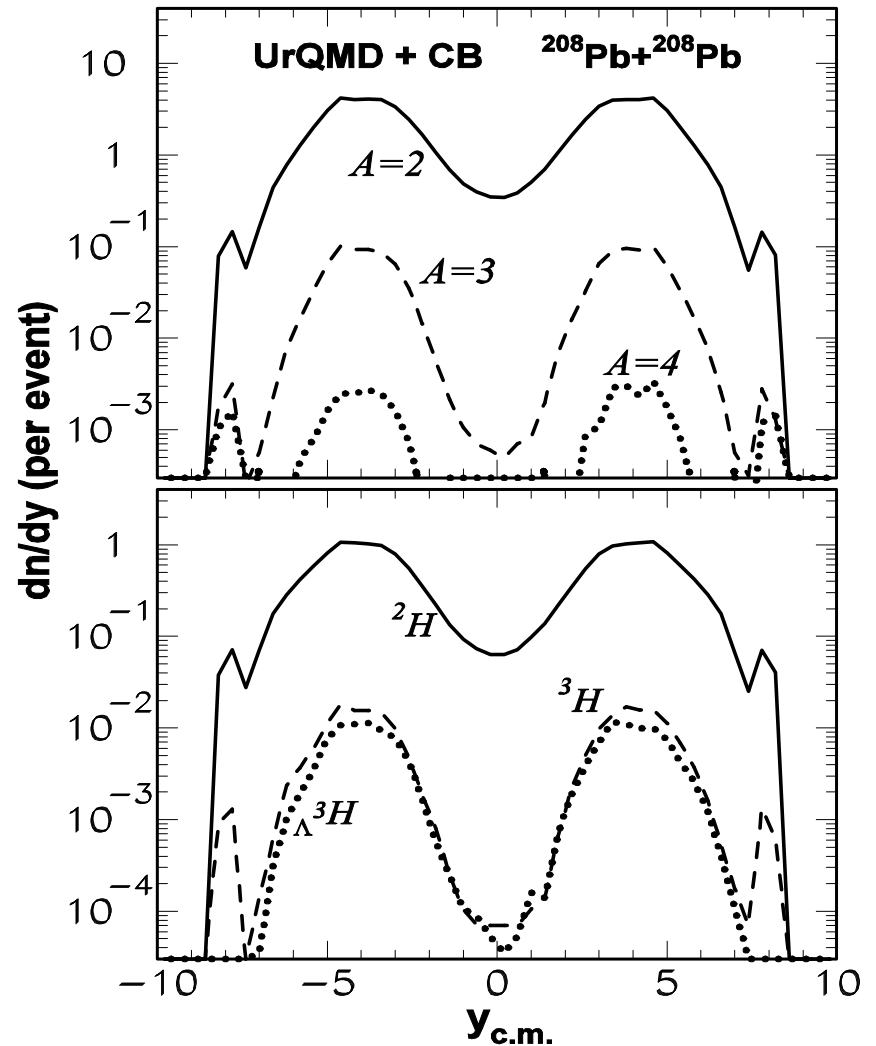 UrQMD + CB ²⁰⁸Pb+²⁰⁸Pb
10
1
10⁻¹
10⁻²
10⁻³
A=2
A=3
A=4
dn/dy (per event)
1
10⁻¹
10⁻²
10⁻³
10⁻⁴
²H
³H
Λ³H
−10 −5 0 5 10
y_c.m.